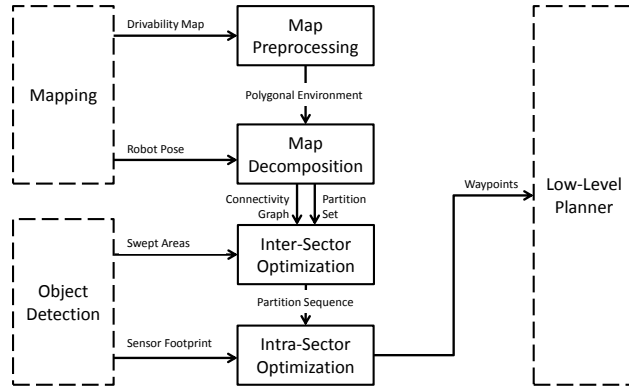 Drivability Map
Map
Preprocessing
Mapping
Polygonal Environment
Robot Pose
Map
Decomposition
Waypoints
Low-Level
Planner
Connectivity
Graph
Partition
Set
Swept Areas
Inter-Sector
Optimization
Object
Detection
Partition Sequence
Sensor Footprint
Intra-Sector
Optimization